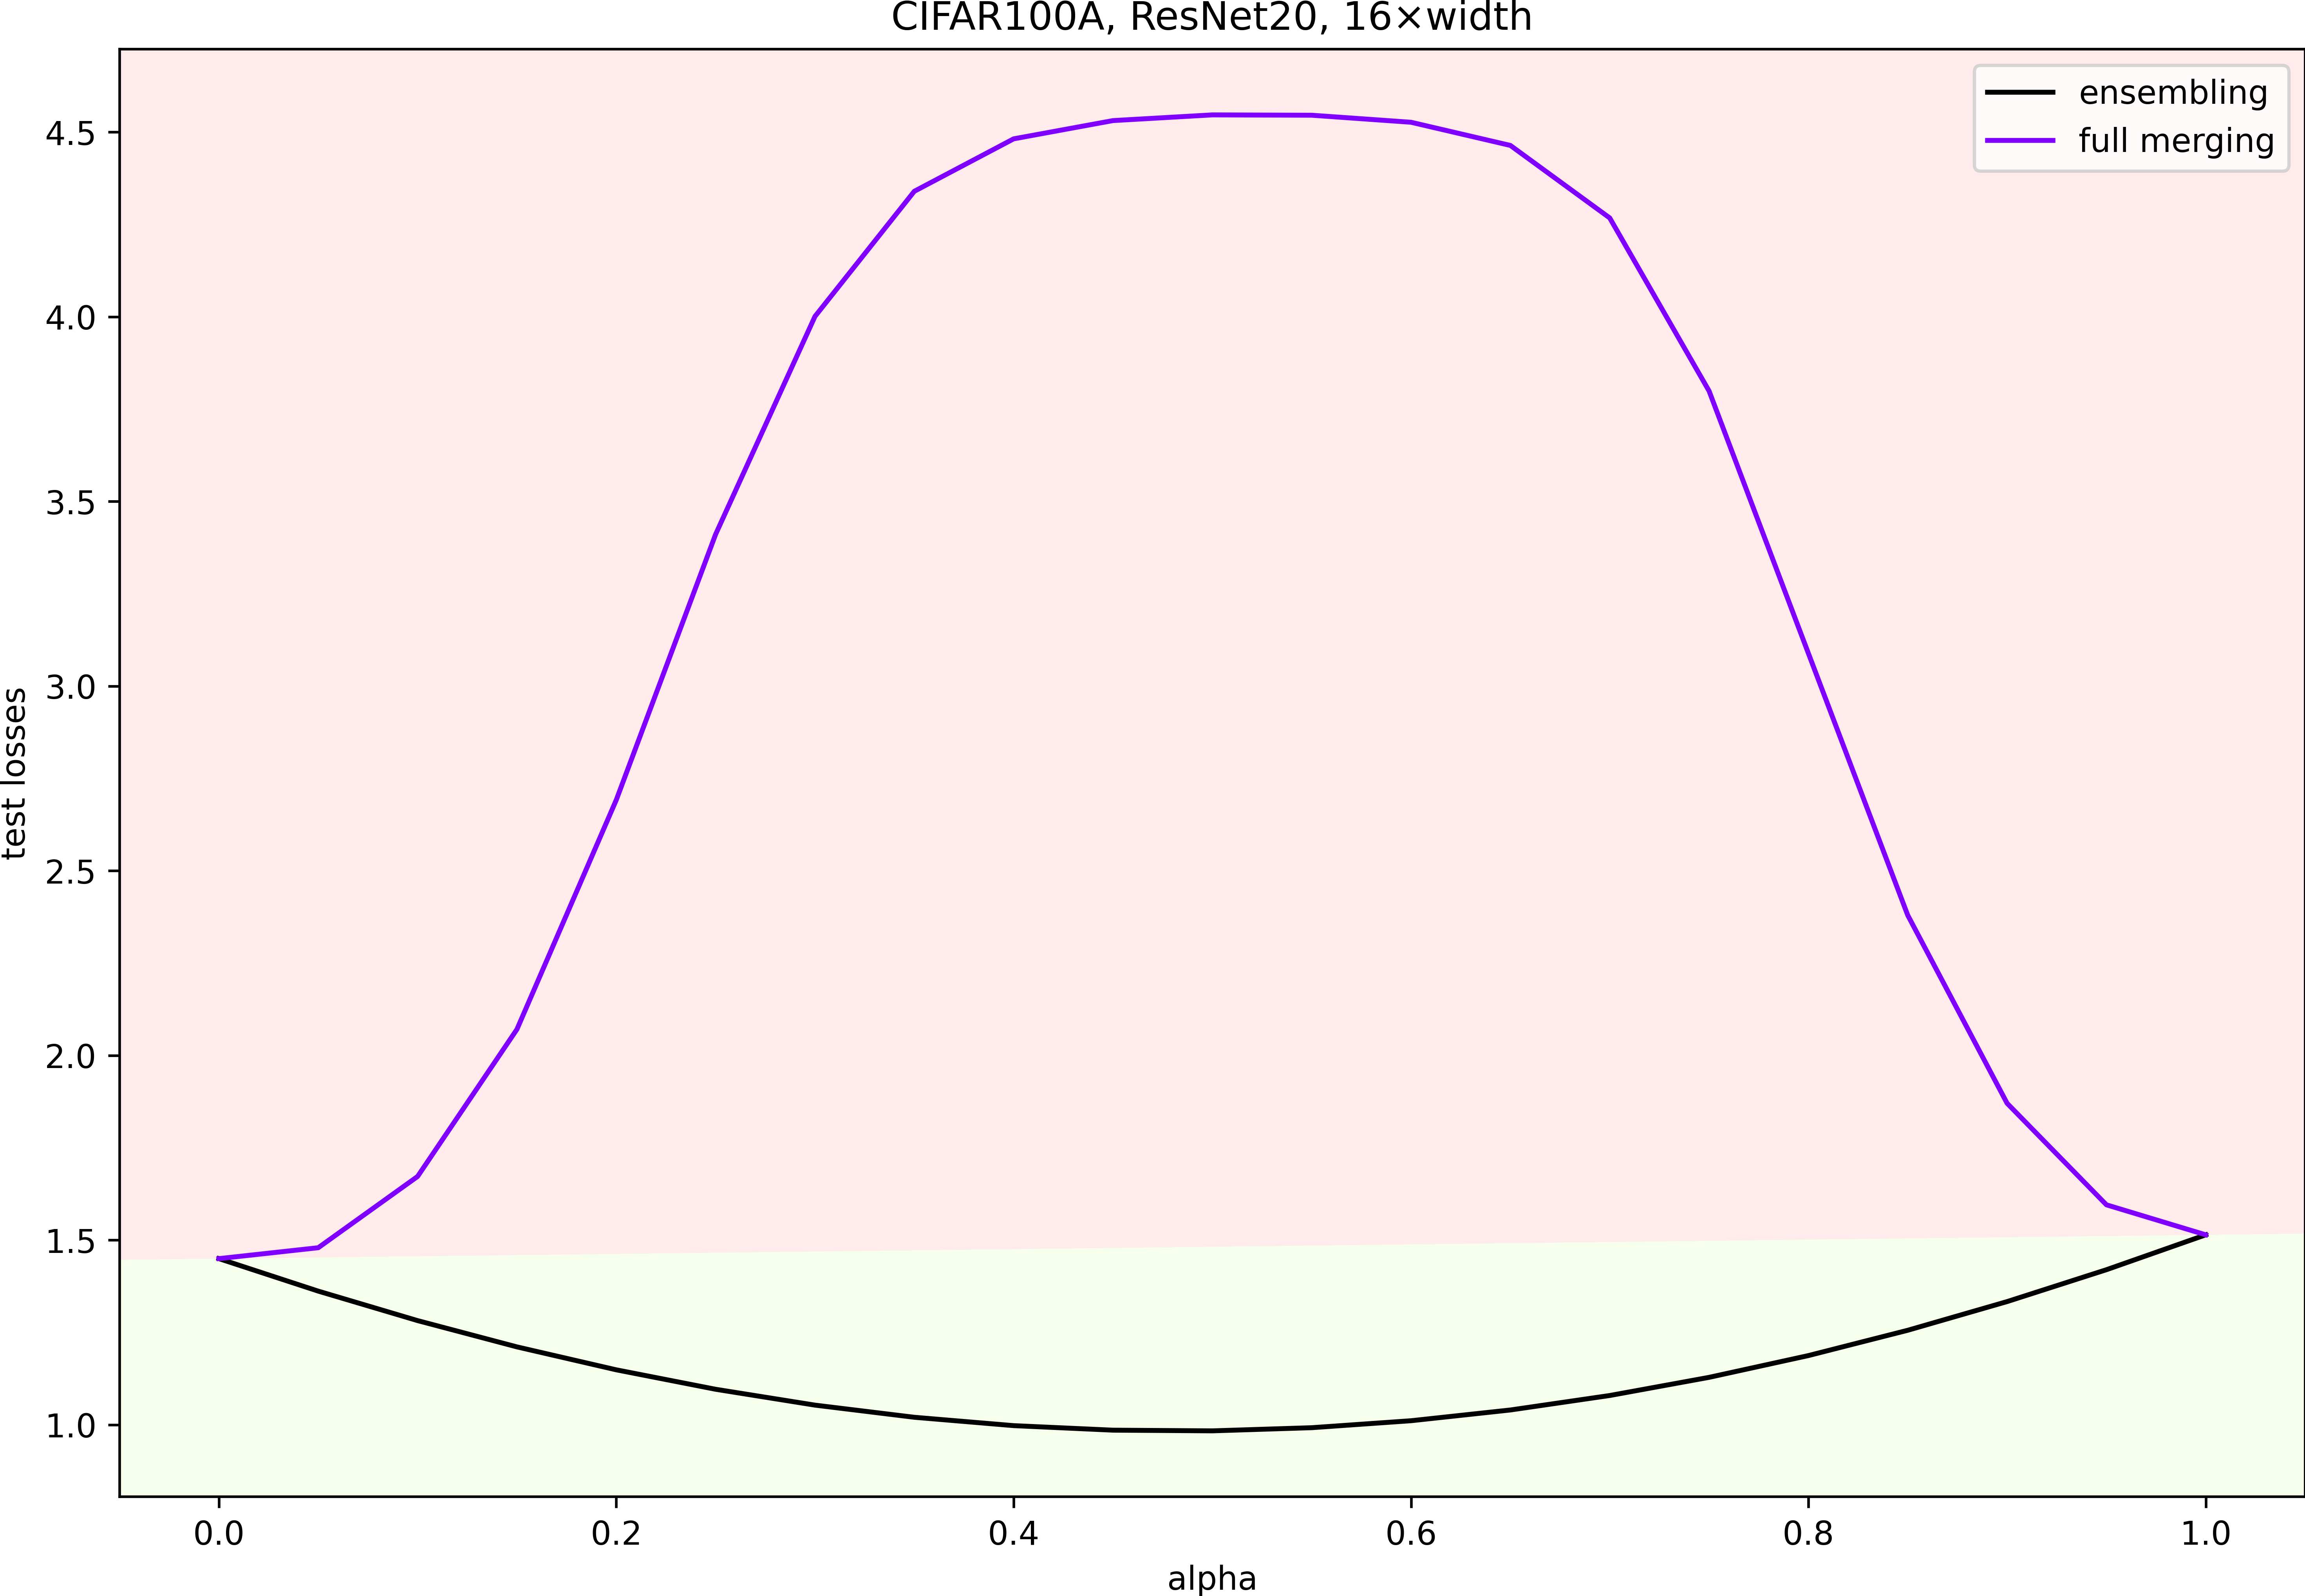 CIFAR100A, ResNet20, 16×width
ensembling
full merging
test losses
4.5
4.0
3.5
3.0
2.5
2.0
1.5
1.0
0.0 0.2 0.4 0.6 0.8 1.0
alpha